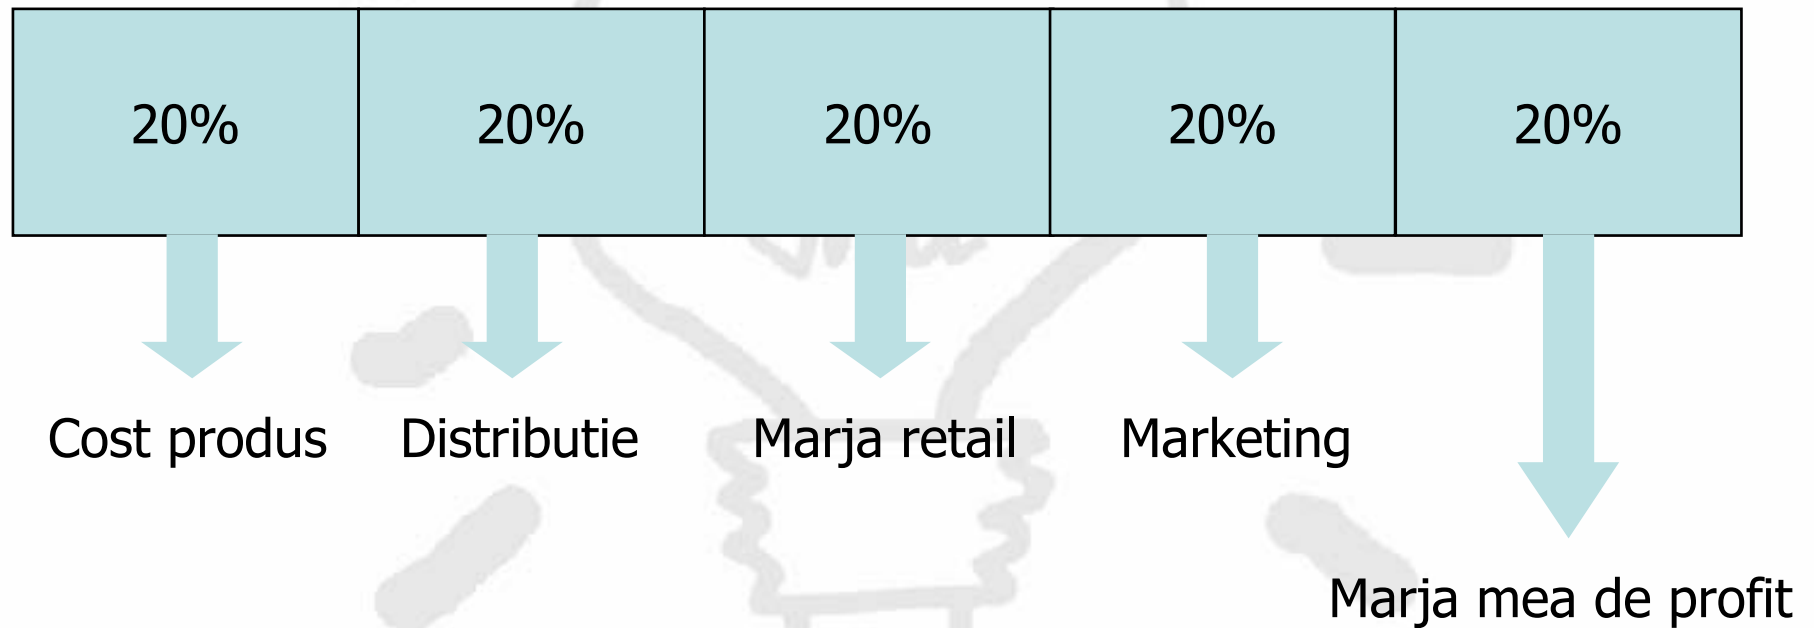 20% 20% 20% 20% 20%
Cost produs Distributie Marja retail Marketing
Marja mea de profit